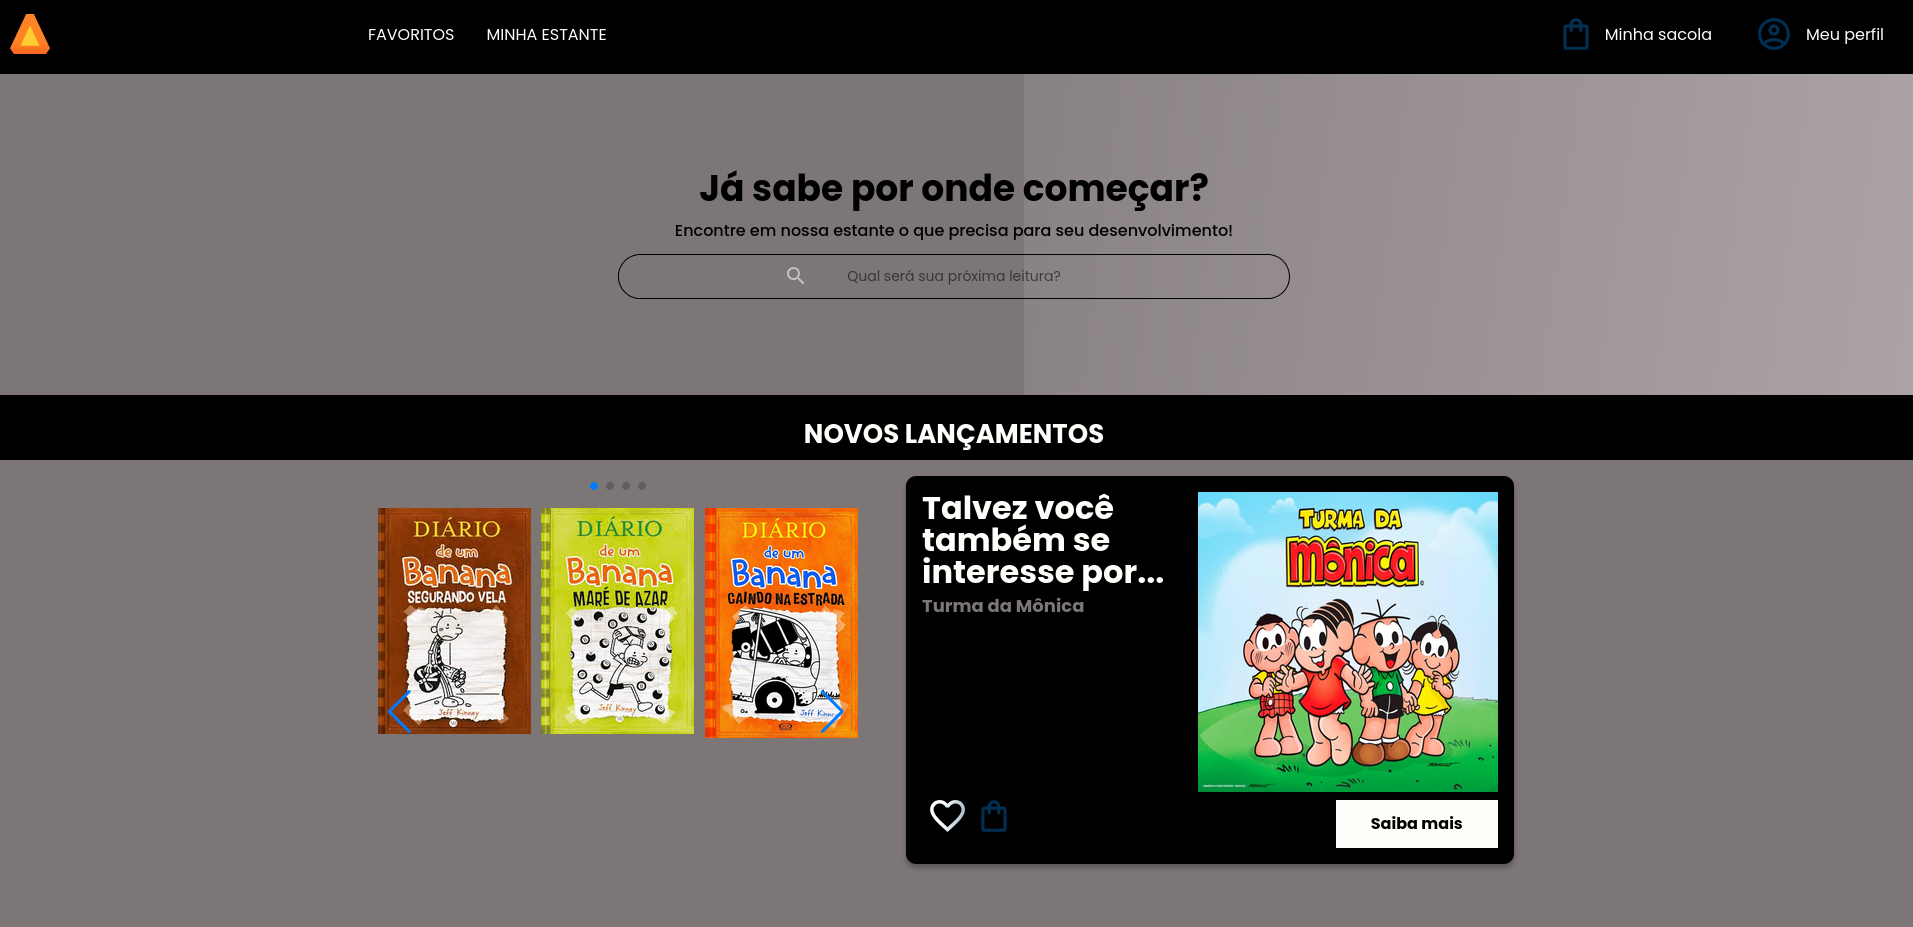 FAVORITOS
MINHA ESTANTE
Minha sacola
Meu perfil
Já sabe por onde começar?
Encontre em nossa estante o que precisa para seu desenvolvimento!
Qual será sua próxima leitura?
NOVOS LANÇAMENTOS
DIÁRIO
de um
Banana
SEGURANDO VELA
Jeff Kinney
DIÁRIO
de um
Banana
MARÉ DE AZAR
Jeff Kinney
DIÁRIO
de um
Banana
CAINDO NA ESTRADA
Jeff Kinney
Talvez você
também se
interesse por...
Turma da Mônica
TURMA DA
Mônica
Saiba mais